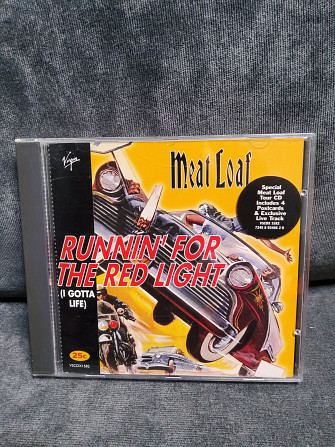 Virgin
Meat Loaf
Special
Meat Loaf
Tour CD
Includes 4
Postcards
& Exclusive
Live Track
RUNNIN' FOR
THE RED LIGHT
(I GOTTA
LIFE)
25c
VSCDX1582